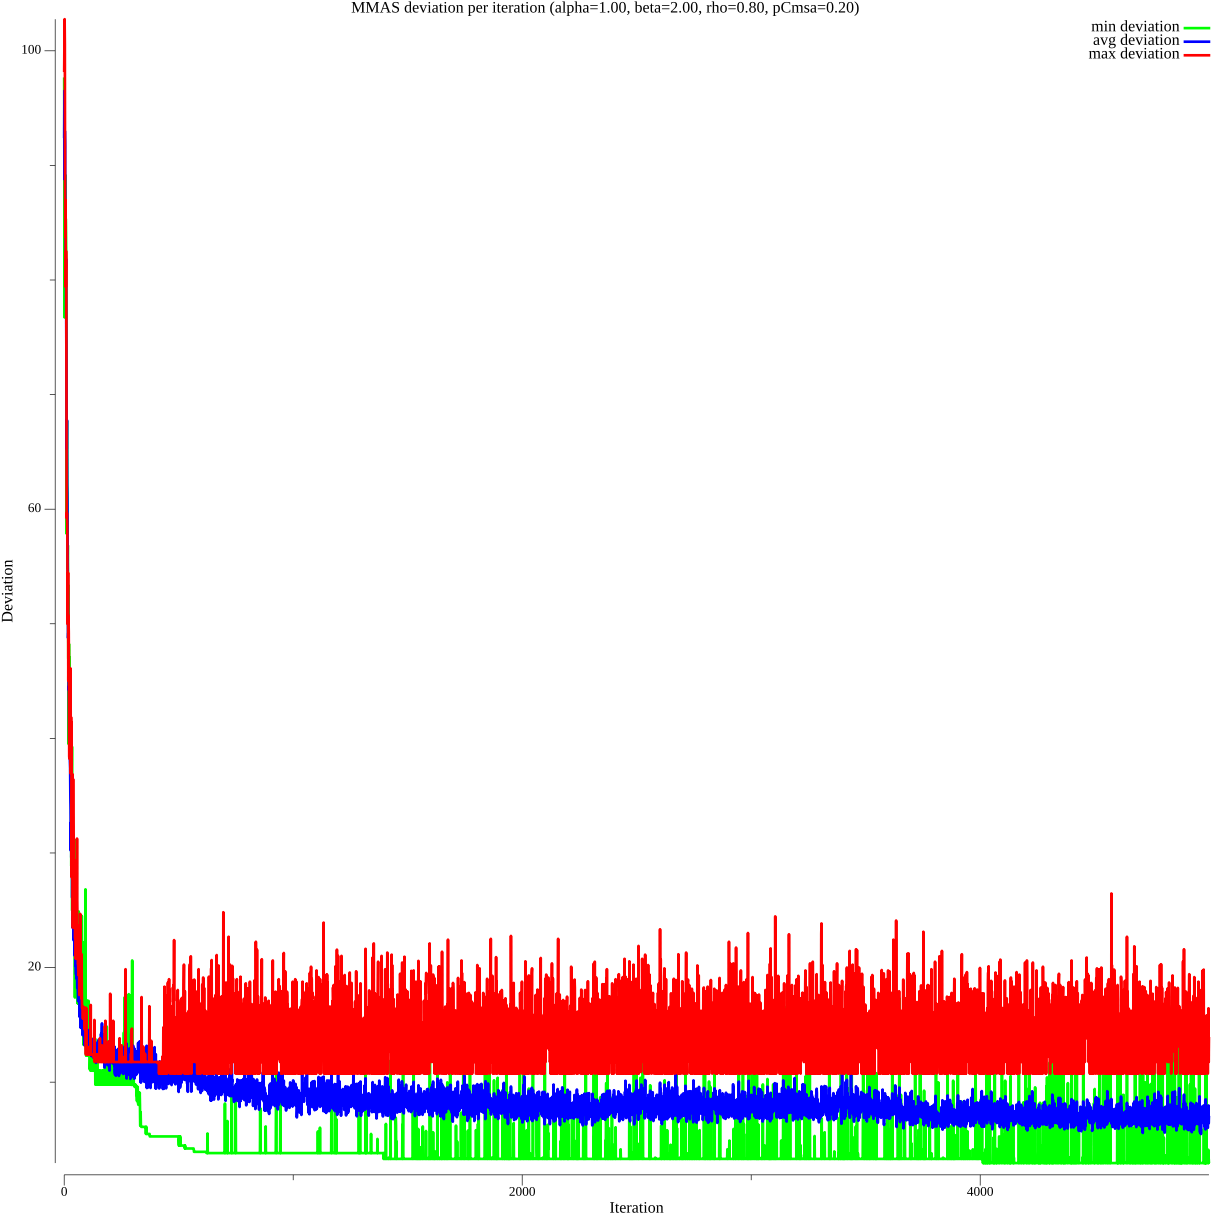 MMAS deviation per iteration (alpha=1.00, beta=2.00, rho=0.80, pCmsa=0.20)
min deviation
avg deviation
max deviation
100
60
20
Deviation
0
2000
4000
Iteration